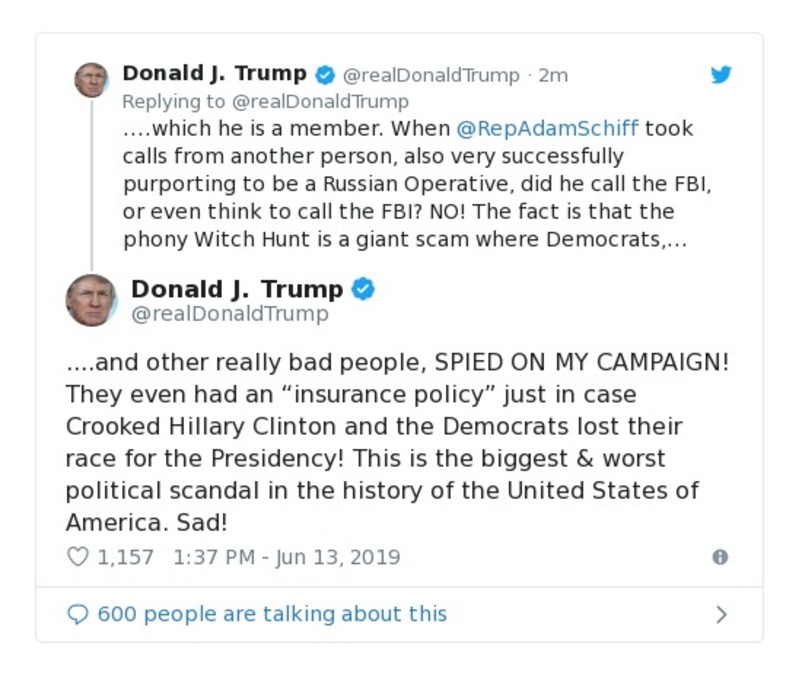 Donald J. Trump @realDonaldTrump · 2m
Replying to @realDonaldTrump
....which he is a member. When @RepAdamSchiff took
calls from another person, also very successfully
purporting to be a Russian Operative, did he call the FBI,
or even think to call the FBI? NO! The fact is that the
phony Witch Hunt is a giant scam where Democrats,...
Donald J. Trump
@realDonaldTrump
....and other really bad people, SPIED ON MY CAMPAIGN!
They even had an “insurance policy” just in case
Crooked Hillary Clinton and the Democrats lost their
race for the Presidency! This is the biggest & worst
political scandal in the history of the United States of
America. Sad!
1,157 1:37 PM - Jun 13, 2019
600 people are talking about this